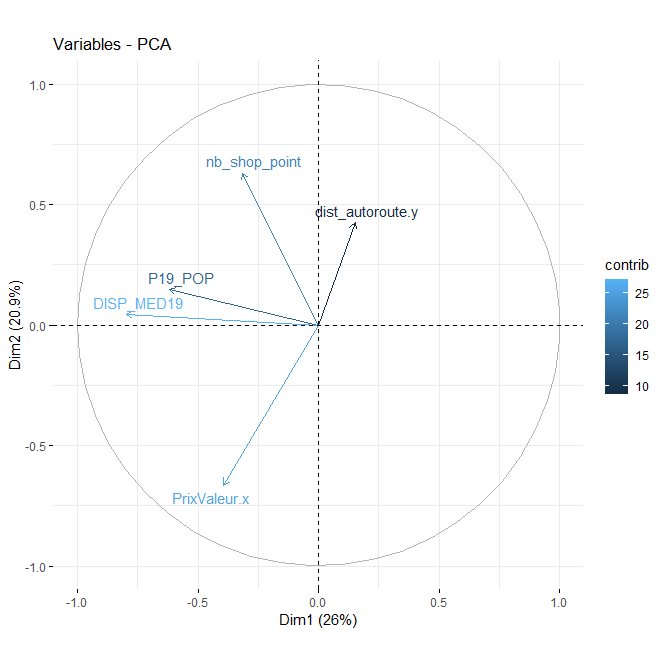 Variables - PCA
1.0
0.5
0.0
-0.5
-1.0
Dim2 (20.9%)
nb_shop_point
dist_autoroute.y
P19_POP
DISP_MED19
PrixValeur.x
-1.0
-0.5
0.0
0.5
1.0
Dim1 (26%)
contrib
25
20
15
10